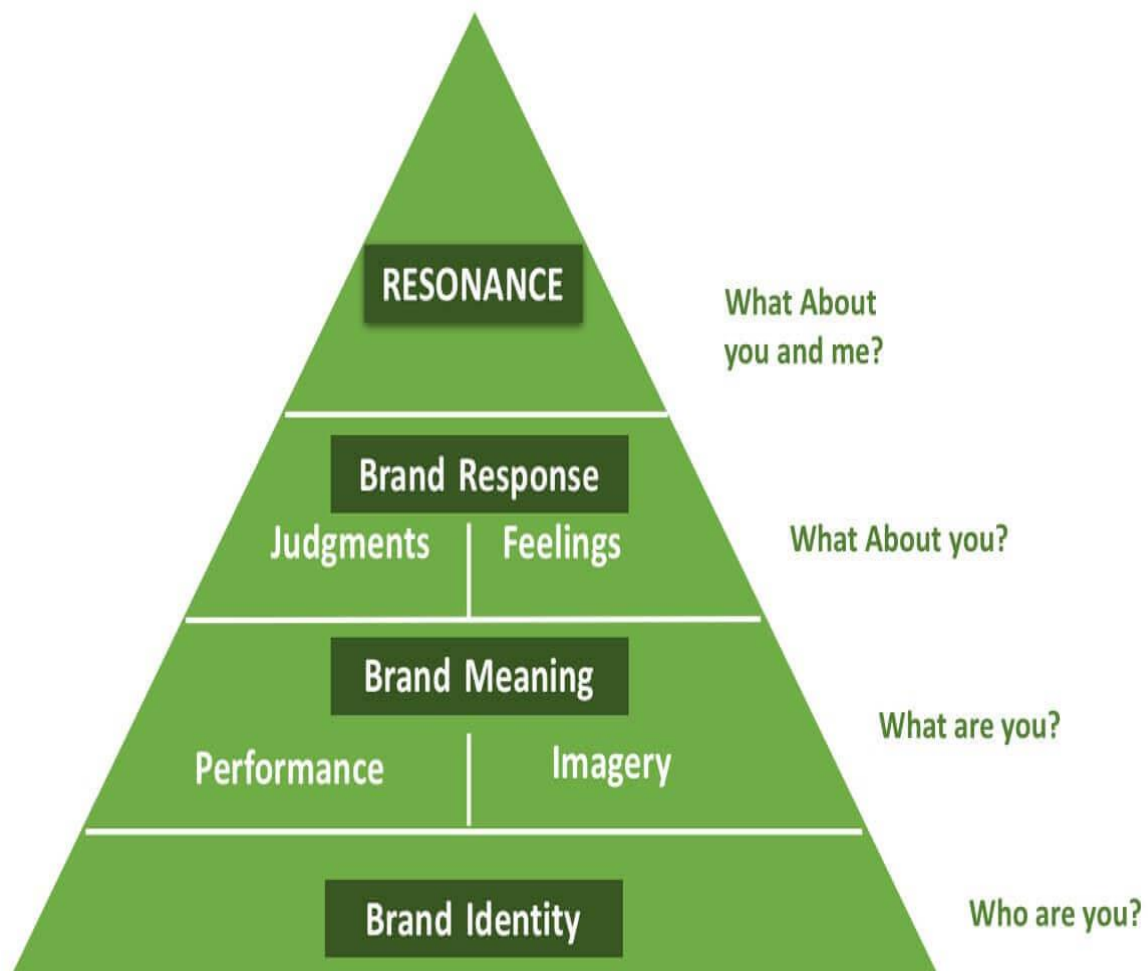 RESONANCE
What About
you and me?
Brand Response
Judgments
Feelings
What About you?
Brand Meaning
Performance
Imagery
What are you?
Brand Identity
Who are you?